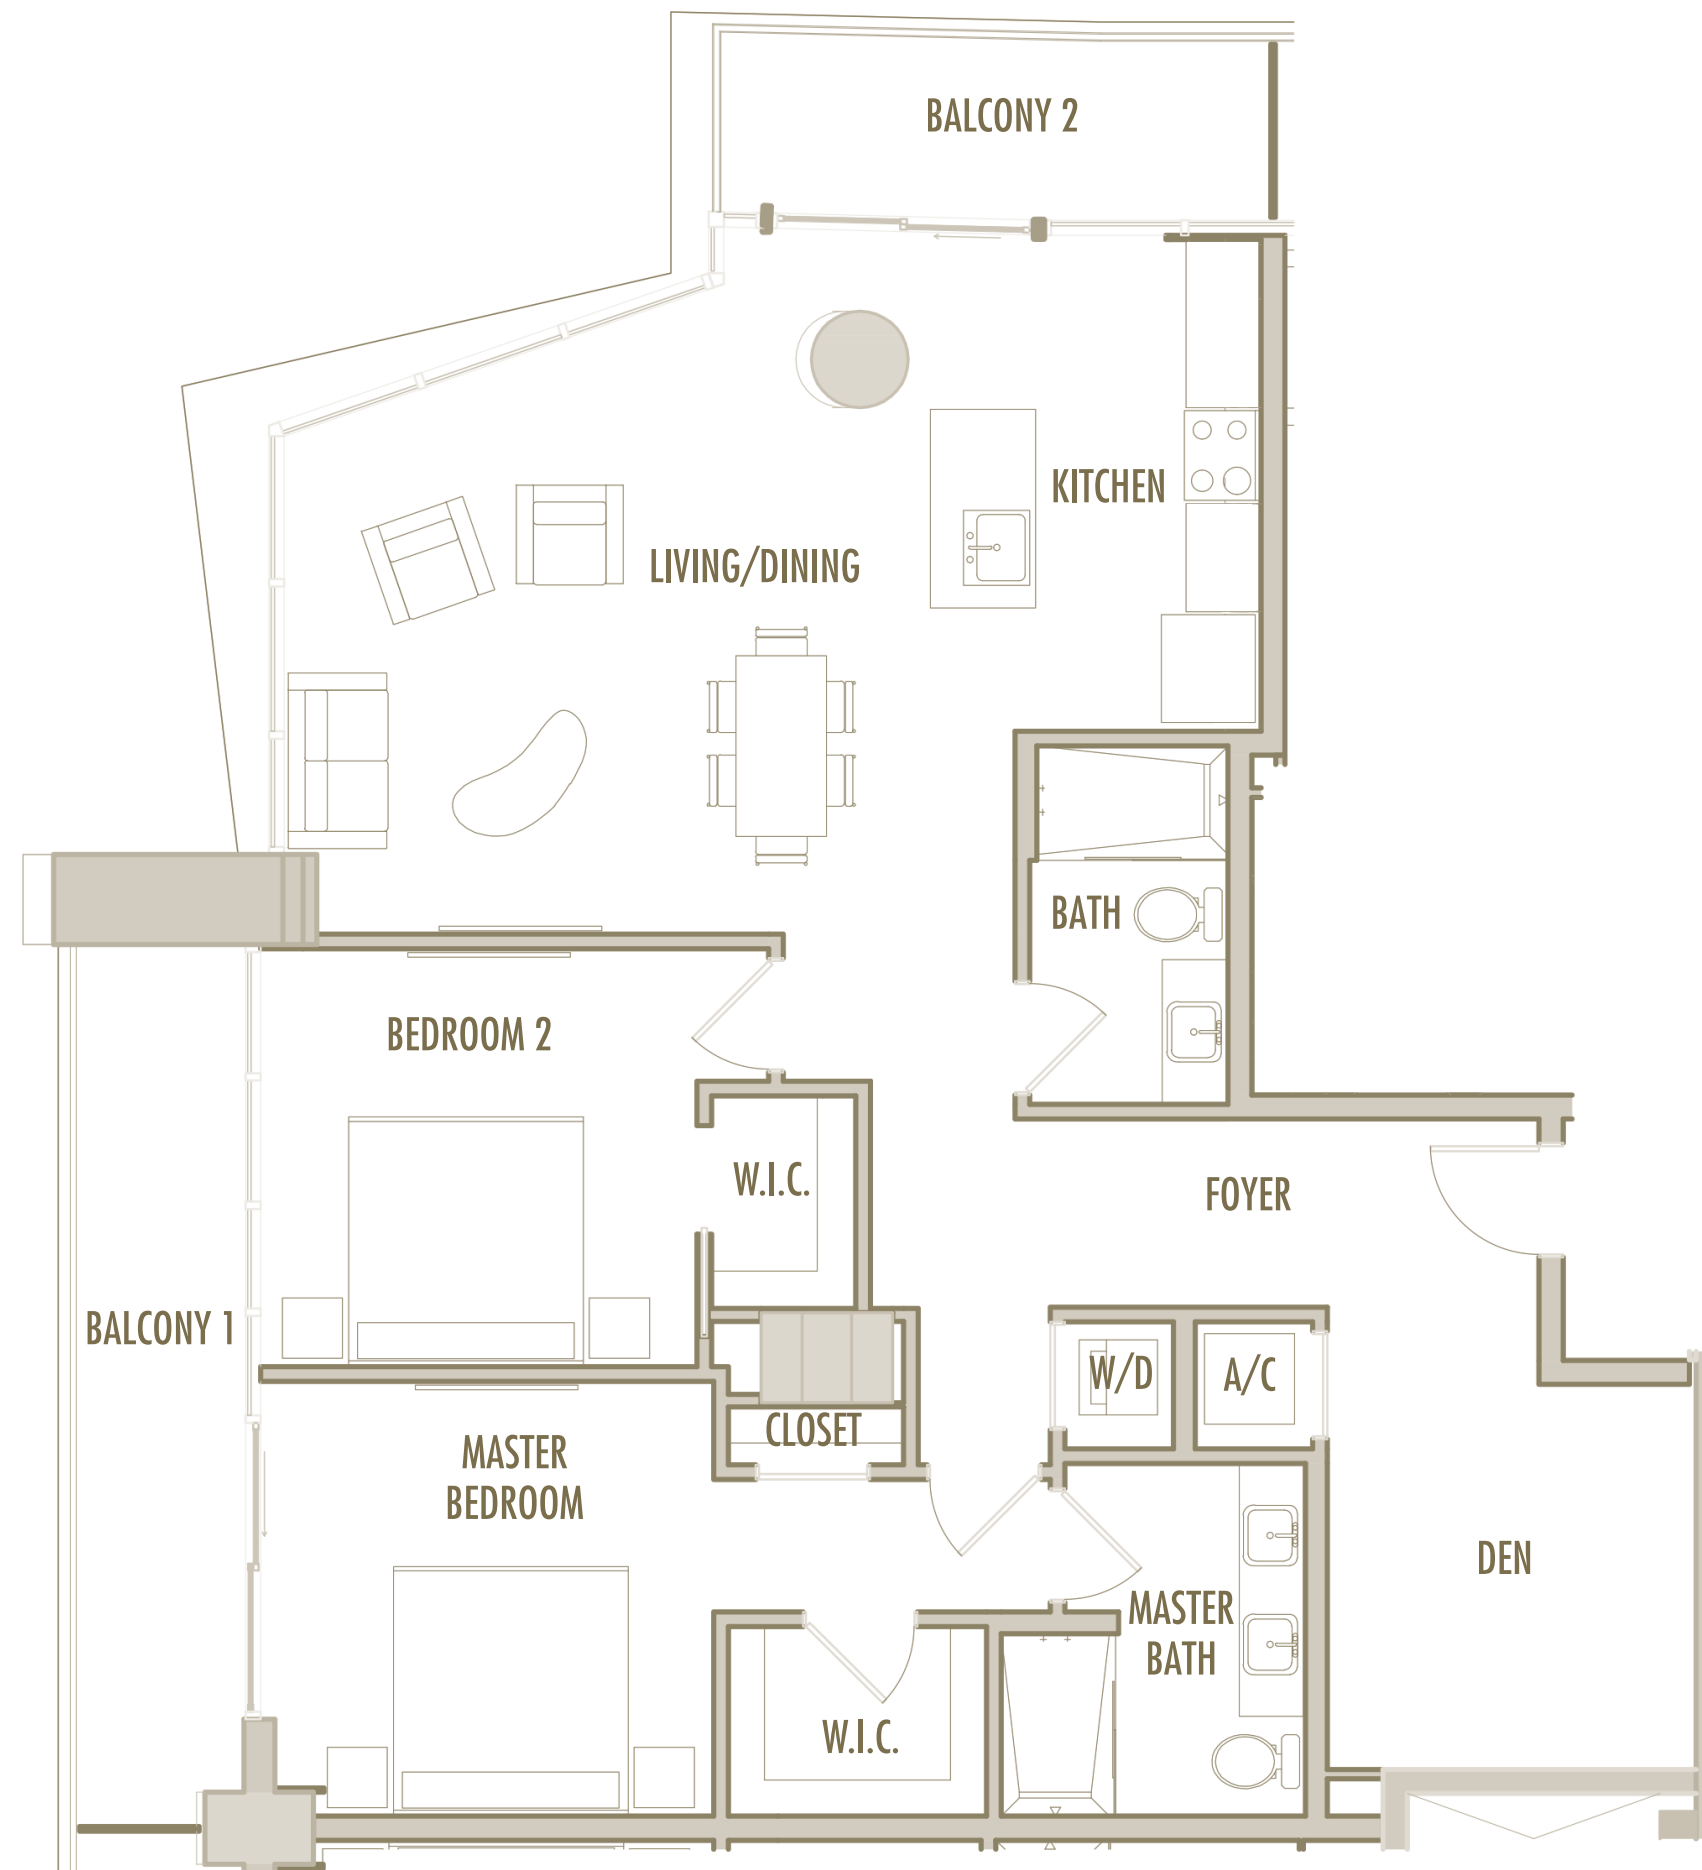 BALCONY 2
KITCHEN
LIVING/DINING
BATH
BEDROOM 2
W.I.C.
FOYER
BALCONY 1
W/D
A/C
CLOSET
MASTER
BEDROOM
DEN
MASTER
BATH
W.I.C.